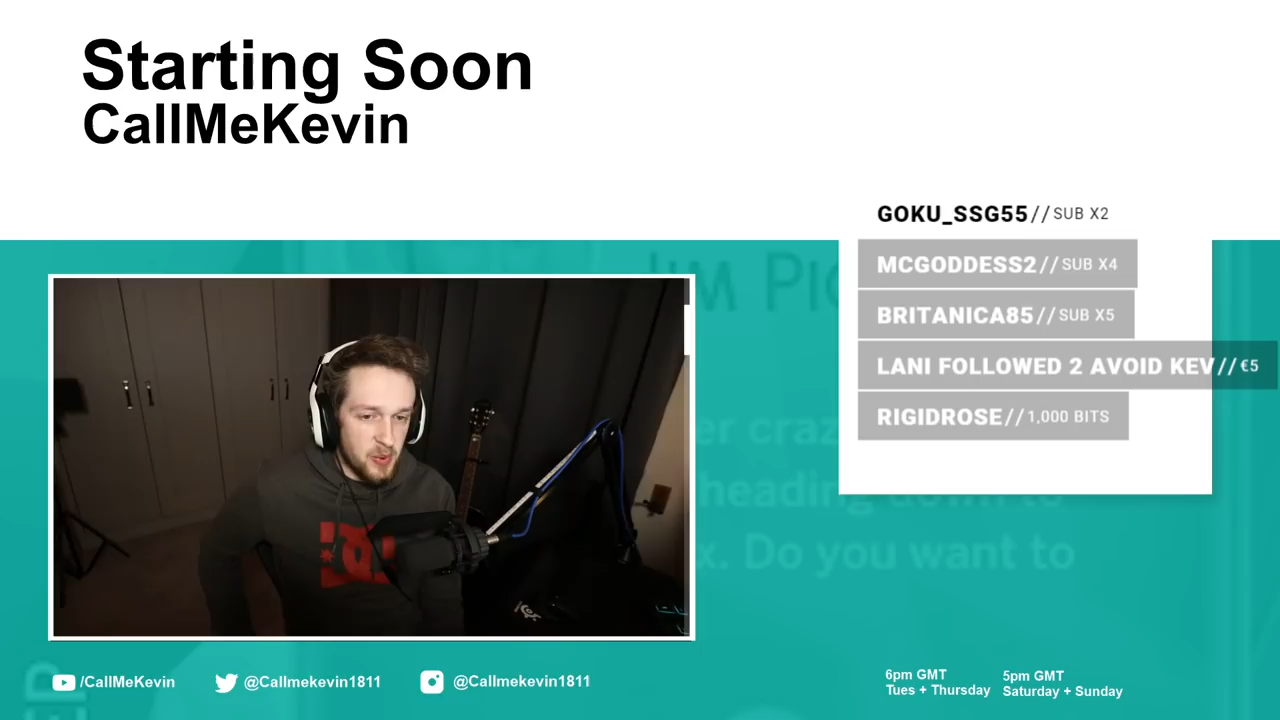 Starting Soon
CallMeKevin
GOKU_SSG55//SUB X2
MCGODDESS2//SUB X4
BRITANICA85//SUB X5
LANI FOLLOWED 2 AVOID KEV//€5
RIGIDROSE//1,000 BITS
heading down to
x. Do you want to
/CallMeKevin
@Callmekevin1811
@Callmekevin1811
6pm GMT
Tues + Thursday
5pm GMT
Saturday + Sunday